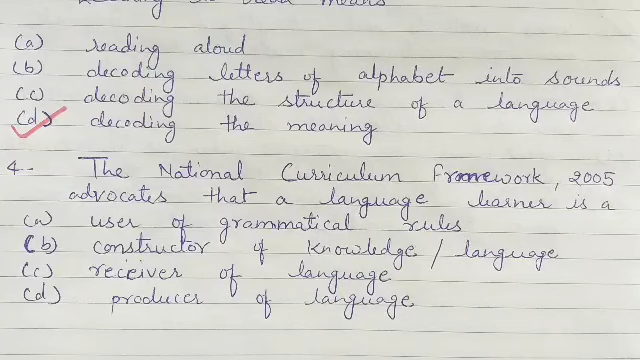 means
(a) reading aloud
(b) decoding letters of alphabet into sounds
(c) decoding the structure of a language
(d) decoding the meaning
4- The National Curriculum Framework, 2005
advocates that a language learner is a
(a) user of grammatical rules
(b) constructor of knowledge / language
(c) receiver of language
(d) producer of language